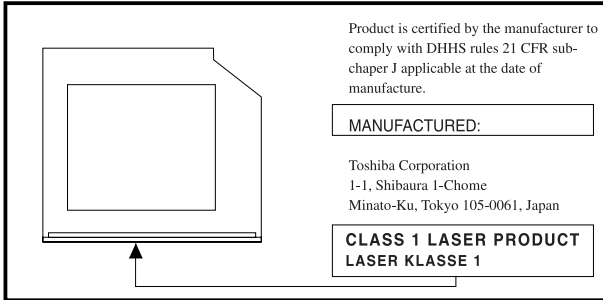 Product is certified by the manufacturer to
comply with DHHS rules 21 CFR sub-
chaper J applicable at the date of
manufacture.
MANUFACTURED:
Toshiba Corporation
1-1, Shibaura 1-Chome
Minato-Ku, Tokyo 105-0061, Japan
CLASS 1 LASER PRODUCT
LASER KLASSE 1